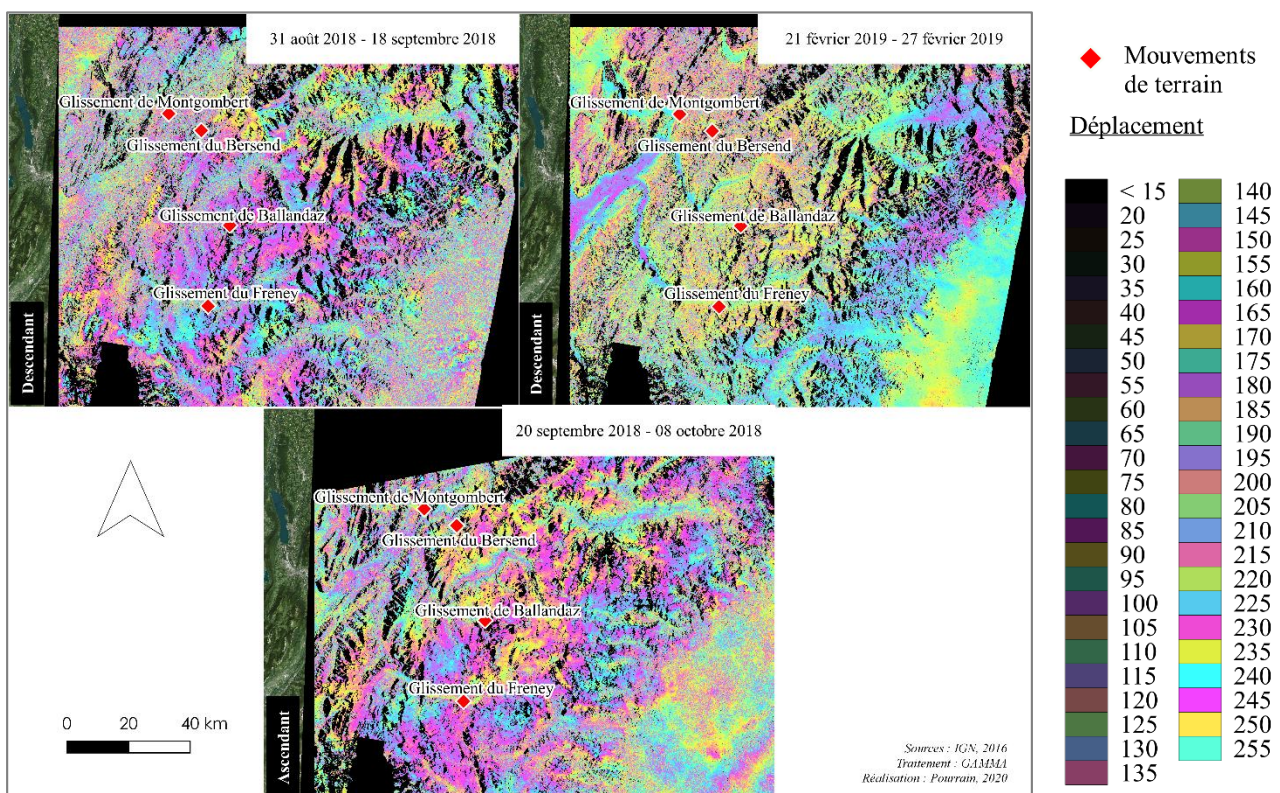 31 août 2018 - 18 septembre 2018
Glissement de Montgombert
Glissement du Bersend
Glissement de Ballandaz
Glissement du Freney
Descendant
21 février 2019 - 27 février 2019
Glissement de Montgombert
Glissement du Bersend
Glissement de Ballandaz
Glissement du Freney
Descendant
20 septembre 2018 - 08 octobre 2018
Glissement de Montgombert
Glissement du Bersend
Glissement de Ballandaz
Glissement du Freney
Ascendant
0 20 40 km
Sources : IGN, 2016
Traitement : GAMMA
Réalisation : Pourrain, 2020
Mouvements
de terrain
Déplacement
< 15 140
20 145
25 150
30 155
35 160
40 165
45 170
50 175
55 180
60 185
65 190
70 195
75 200
80 205
85 210
90 215
95 220
100 225
105 230
110 235
115 240
120 245
125 250
130 255
135